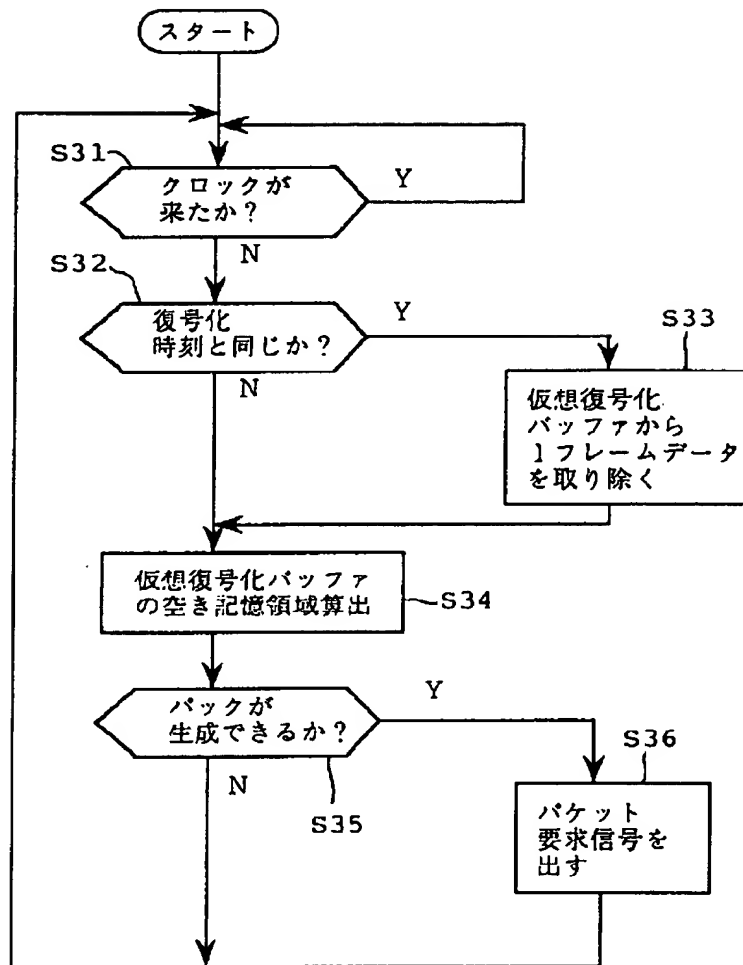 スタート
S31
クロックが
来たか？
Y
N
S32
復号化
時刻と同じか？
Y
N
S33
仮想復号化
バッファから
1フレームデータ
を取り除く
仮想復号化バッファ
の空き記憶領域算出
S34
パックが
生成できるか？
Y
N
S35
S36
パケット
要求信号を
出す